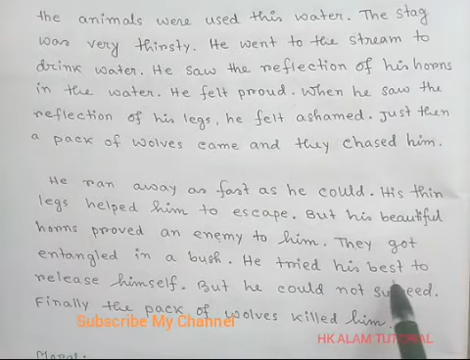 the animals were used this water. The stag
was very thirsty. He went to the stream to
drink water. He saw the reflection of his horns
in the water. He felt proud. When he saw the
reflection of his legs, he felt ashamed. Just then
a pack of wolves came and they chased him.
He ran away as fast as he could. His thin
legs helped him to escape. But his beautiful
horns proved an enemy to him. They got
entangled in a bush. He tried his best to
release himself. But he could not succeed.
Finally the pack of wolves killed him.
Subscribe My Channel
HK ALAM TUTORIAL
Moral: